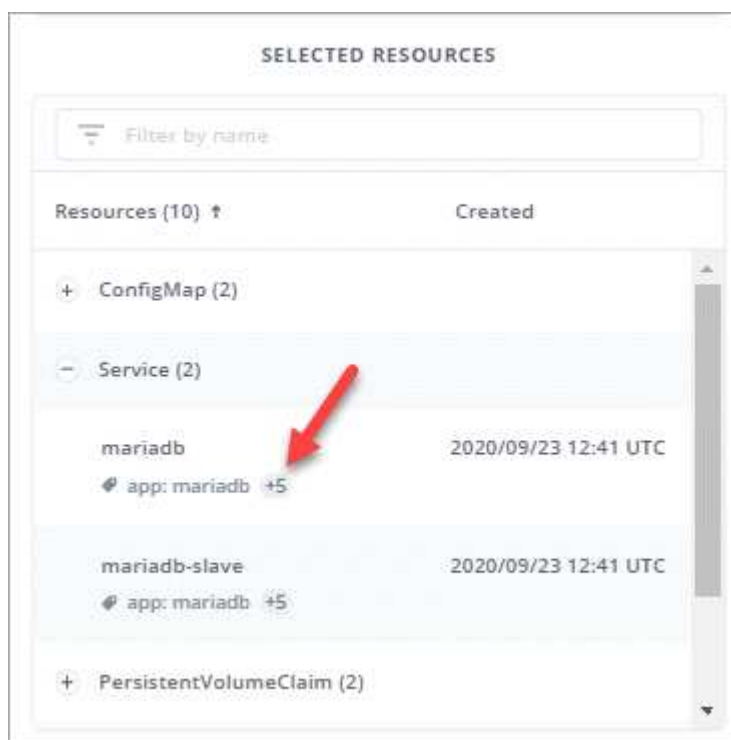 SELECTED RESOURCES
Filter by name
Resources (10) ↑ Created
+ ConfigMap (2)
− Service (2)
mariadb 2020/09/23 12:41 UTC
app: mariadb +5
mariadb-slave 2020/09/23 12:41 UTC
app: mariadb +5
+ PersistentVolumeClaim (2)